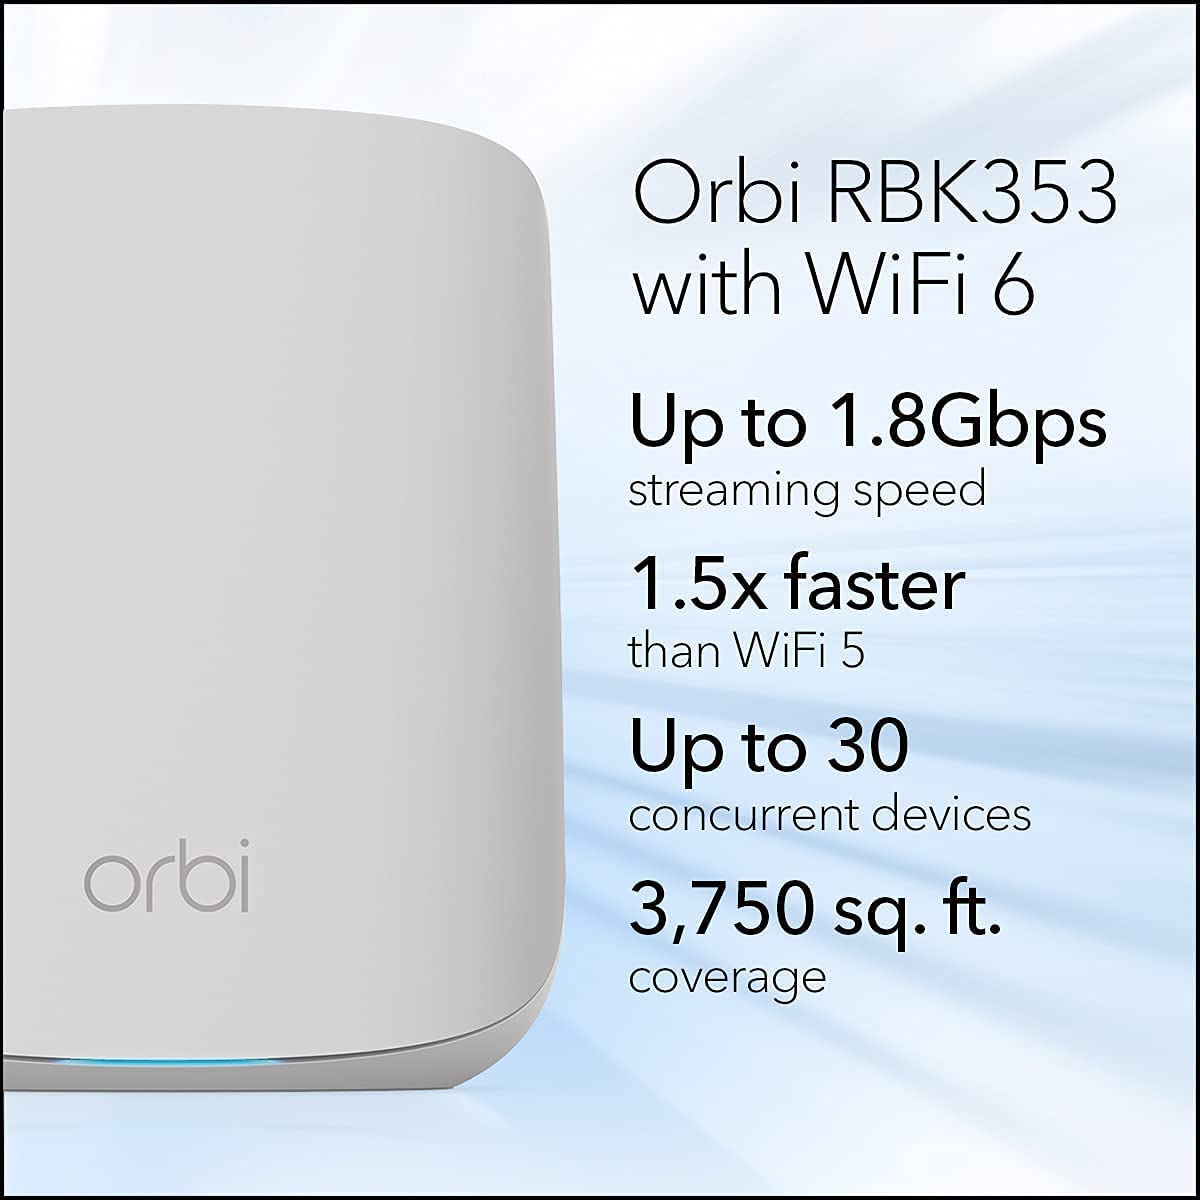 Orbi RBK353
with WiFi 6
Up to 1.8Gbps
streaming speed
1.5x faster
than WiFi 5
Up to 30
concurrent devices
3,750 sq. ft.
coverage
orbi